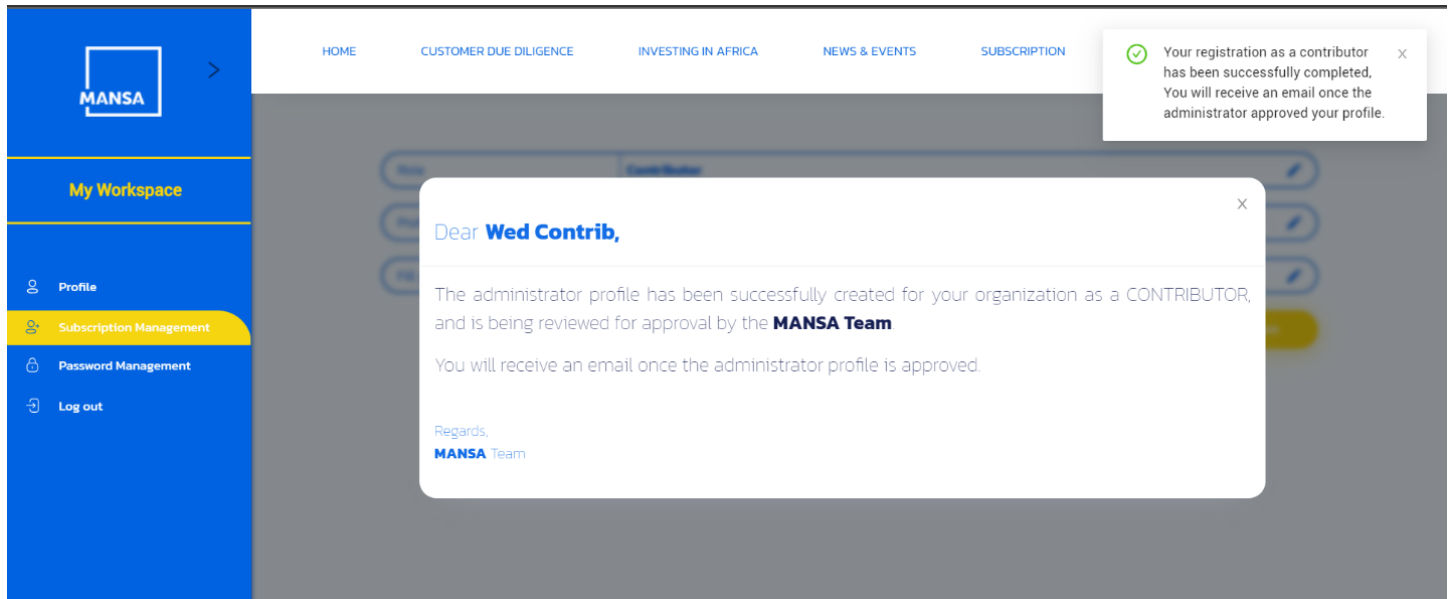 MANSA
>
HOME
CUSTOMER DUE DILIGENCE
INVESTING IN AFRICA
NEWS & EVENTS
SUBSCRIPTION
Your registration as a contributor
has been successfully completed,
You will receive an email once the
administrator approved your profile.
X
My Workspace
Profile
Subscription Management
Password Management
Log out
Role
Contributor
X
Dear Wed Contrib,
The administrator profile has been successfully created for your organization as a CONTRIBUTOR,
and is being reviewed for approval by the MANSA Team
You will receive an email once the administrator profile is approved.
Regards,
MANSA Team